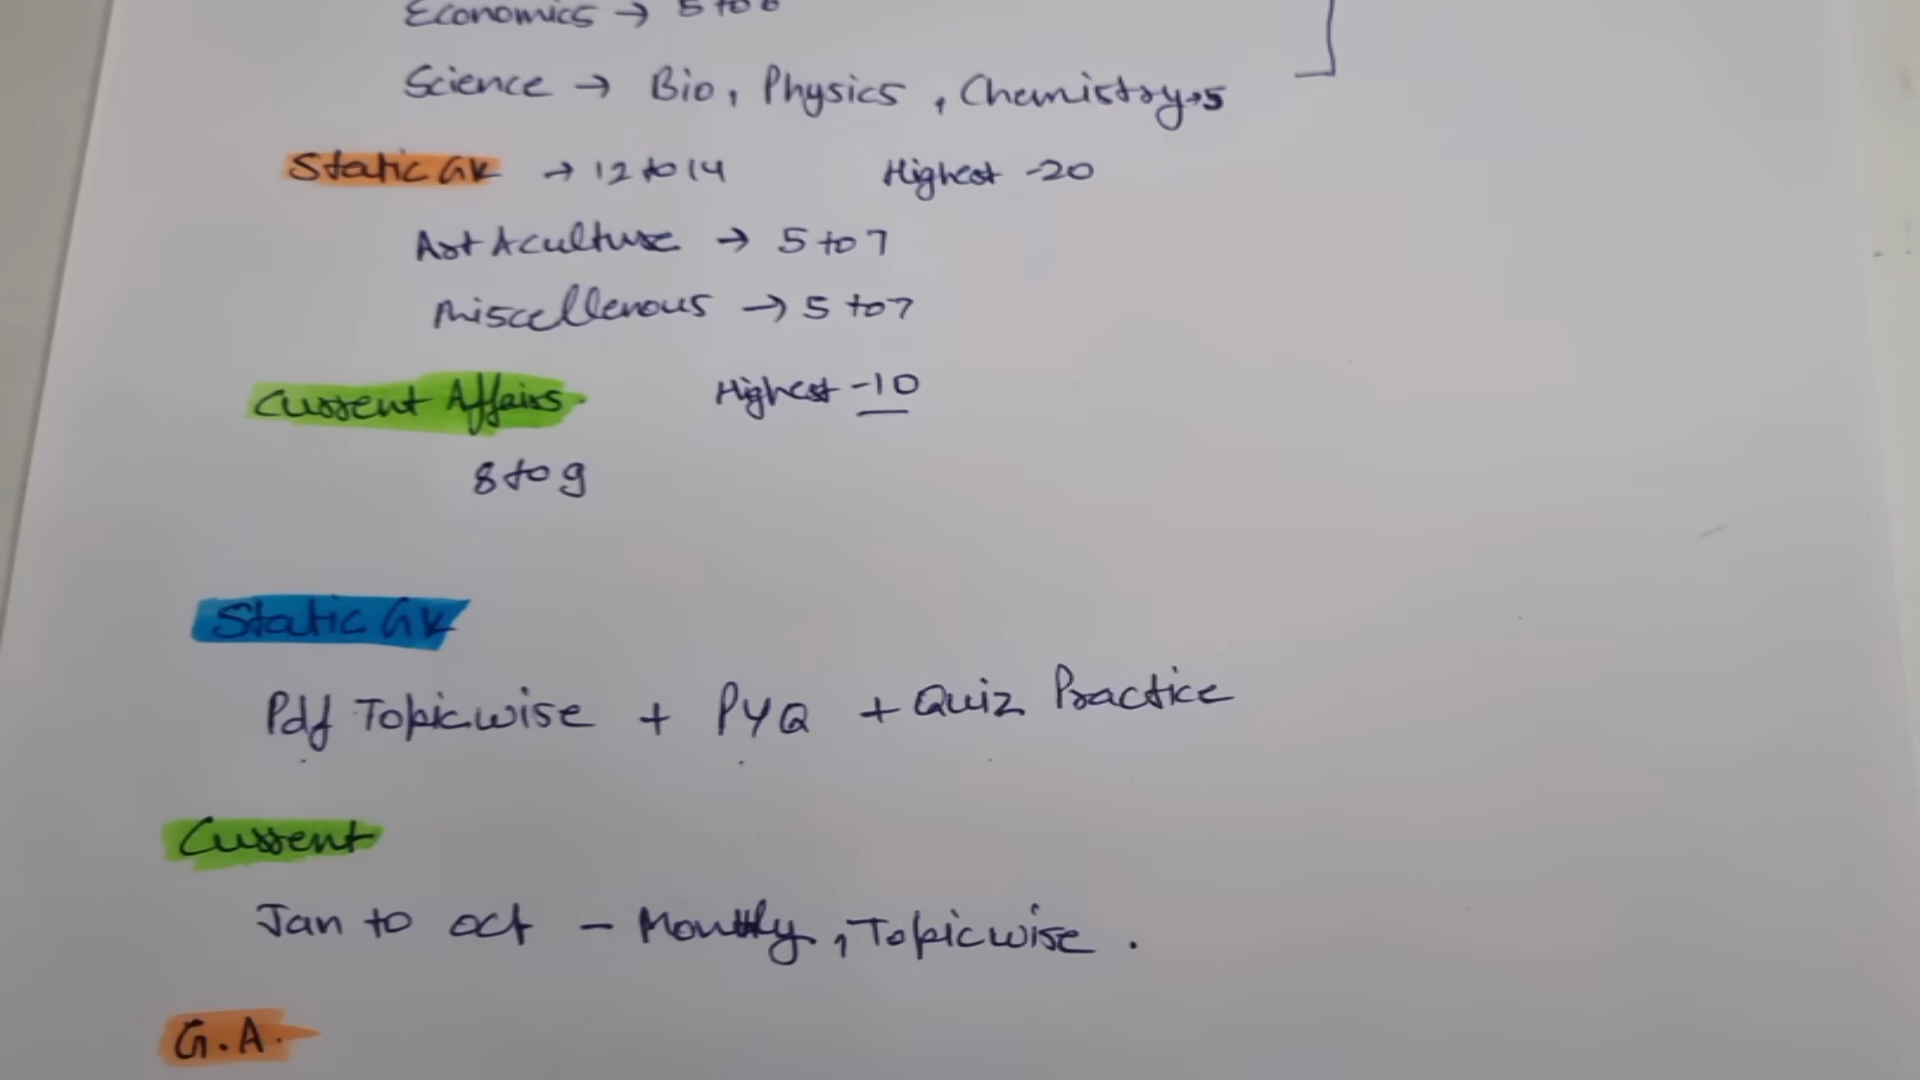 Economics →
Science → Bio, Physics, Chemistry→5
Static GK → 12 to 14 Highest -20
Art & culture → 5 to 7
Miscellenous → 5 to 7
Current Affairs Highest -10
8 to 9
Static GK
Pdf Topicwise + PYQ + Quiz Practice
Current
Jan to oct - Monthly, Topicwise.
G.A.